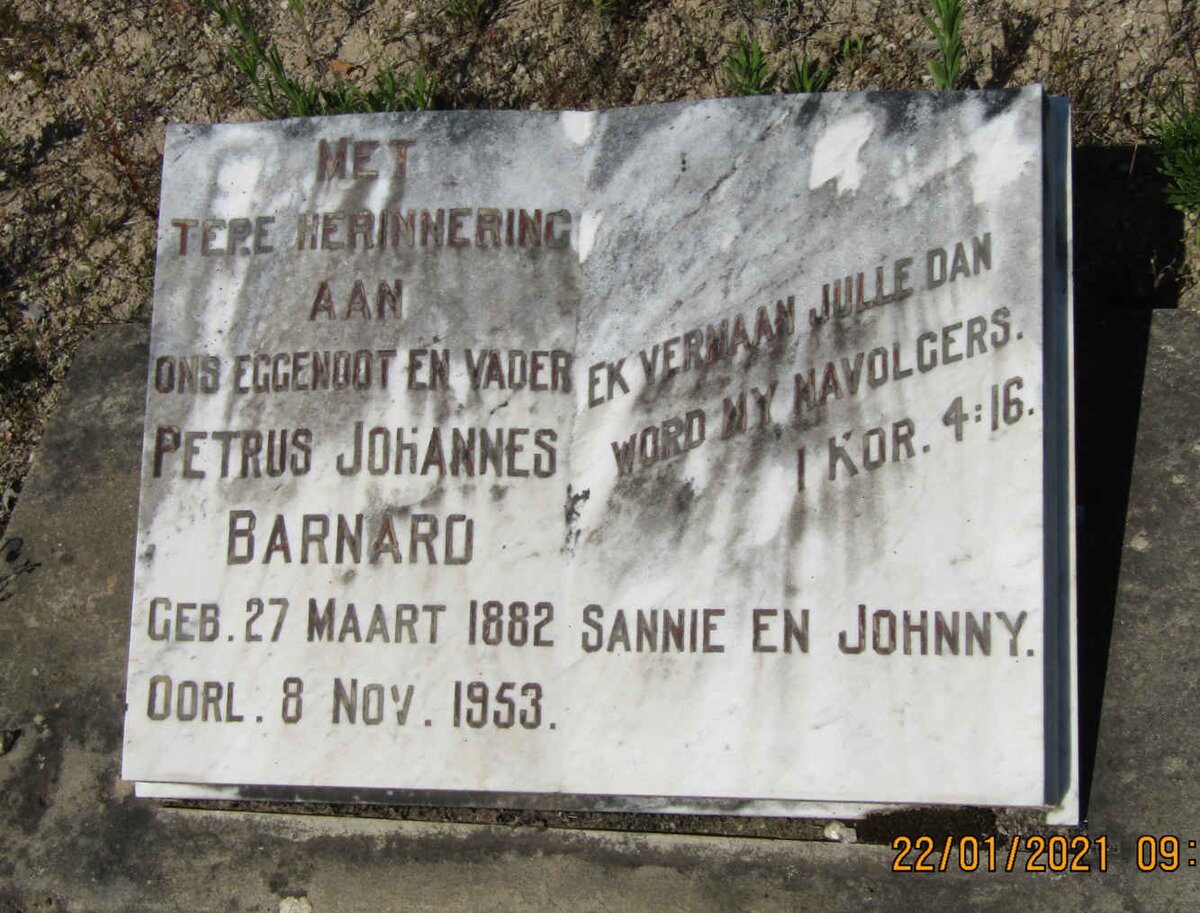 MET
TERE HERINNERING
AAN
ONS EGGENOOT EN VADER
PETRUS JOHANNES
BARNARD
GEB. 27 MAART 1882
OORL. 8 NOV. 1953.
EK VERMAAN JULLE DAN
WORD MY NAVOLGERS.
I KOR. 4:16.
SANNIE EN JOHNNY.
22/01/2021 09: